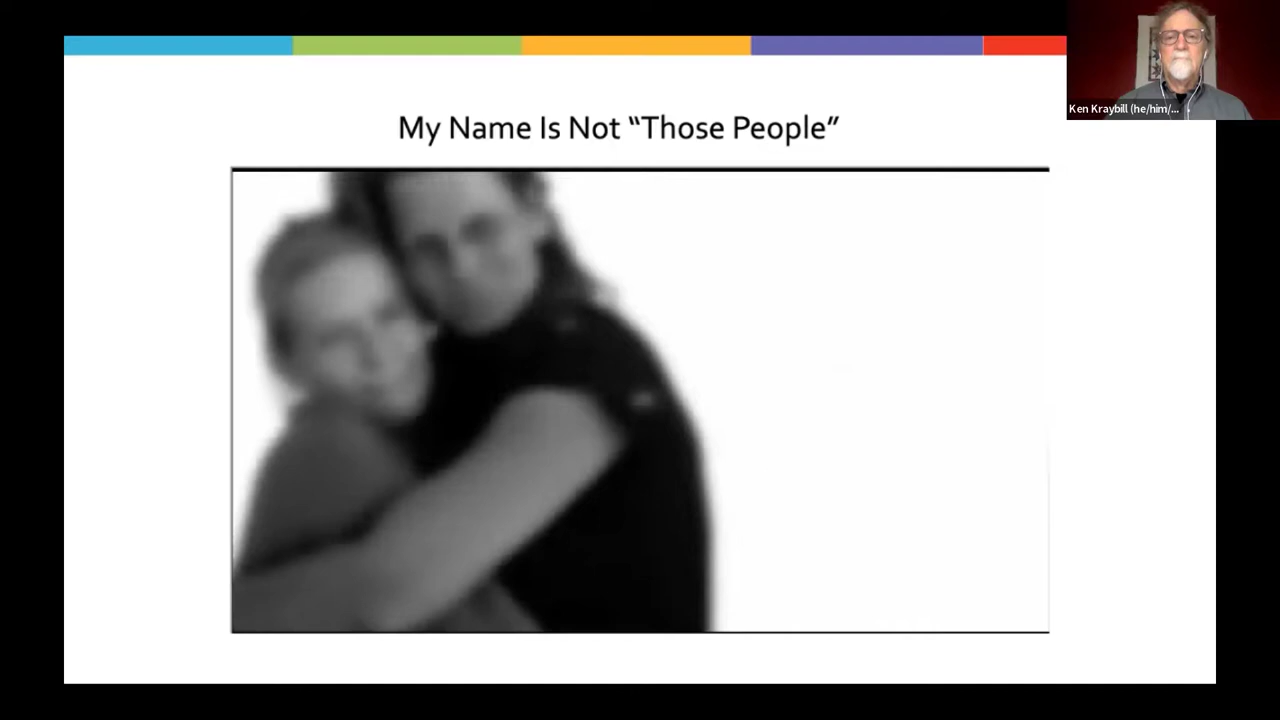 My Name Is Not “Those People”
Ken Kraybill (he/him/...